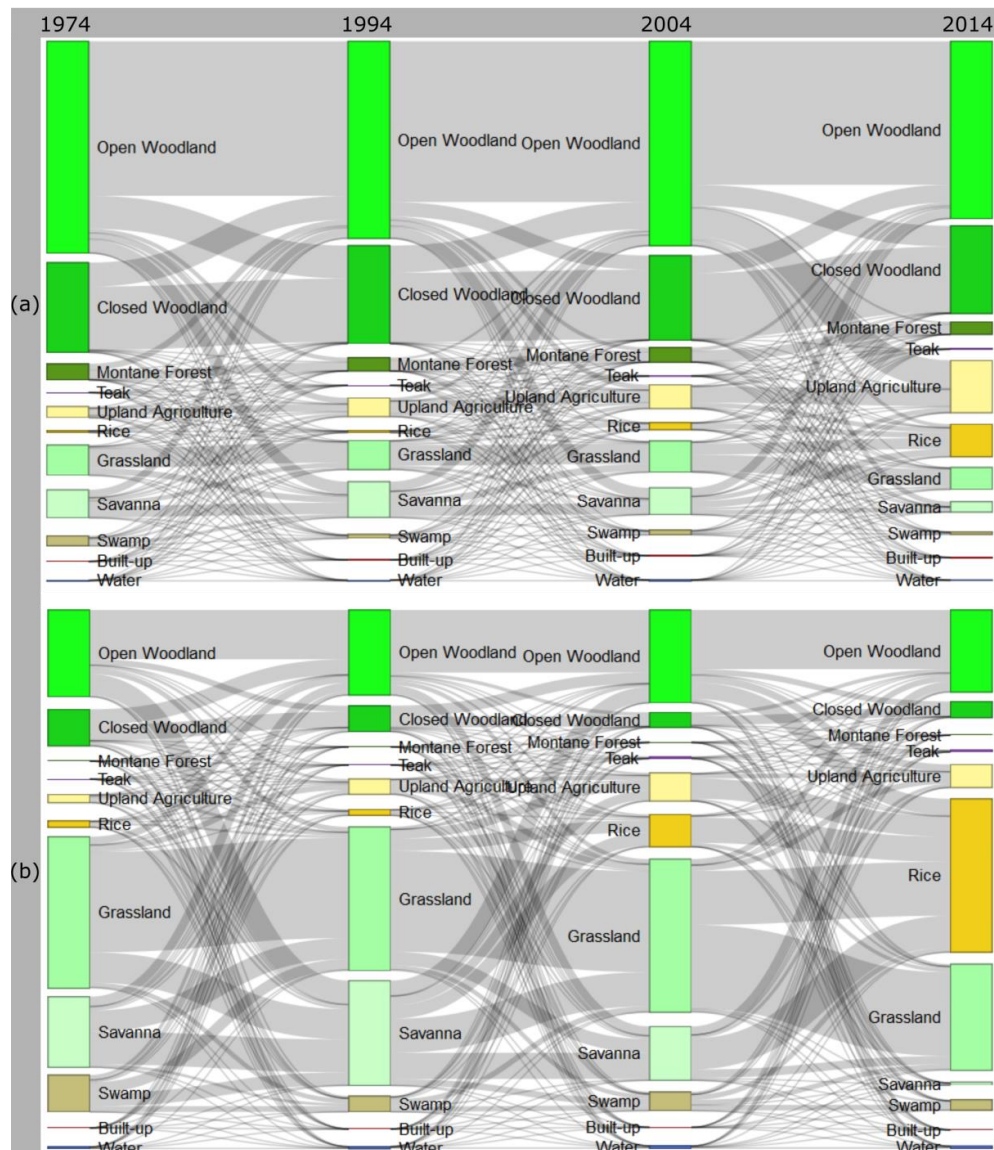 1974 1994 2004 2014
Open Woodland Open Woodland Open Woodland Open Woodland
Closed Woodland Closed Woodland Closed Woodland Closed Woodland
(a)
Montane Forest Montane Forest Montane Forest Montane Forest
Teak Teak Teak Teak
Upland Agriculture Upland Agriculture Upland Agriculture Upland Agriculture
Rice Rice Rice Rice
Grassland Grassland Grassland Grassland
Savanna Savanna Savanna Savanna
Swamp Swamp Swamp Swamp
Built-up Built-up Built-up Built-up
Water Water Water Water
Open Woodland Open Woodland Open Woodland Open Woodland
Closed Woodland Closed Woodland Closed Woodland Closed Woodland
Montane Forest Montane Forest Montane Forest Montane Forest
Teak Teak Teak Teak
Upland Agriculture Upland Agriculture Upland Agriculture Upland Agriculture
Rice Rice Rice Rice
(b)
Grassland Grassland Grassland Grassland
Savanna Savanna Savanna Savanna
Swamp Swamp Swamp Swamp
Built-up Built-up Built-up Built-up
Water Water Water Water